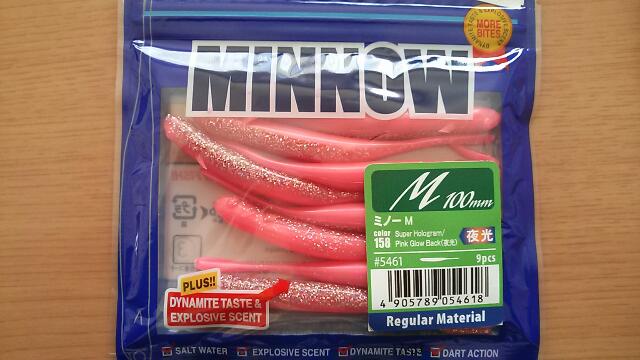 MORE
BITES
MINNOW
M 100mm
ミノー M
color
158
Super Hologram/
Pink Glow Back(夜光)
夜光
#5461
9pcs
4 905789 054618
Regular Material
PLUS!!
DYNAMITE TASTE &
EXPLOSIVE SCENT
SALT WATER
EXPLOSIVE SCENT
DYNAMITE TASTE
DART ACTION